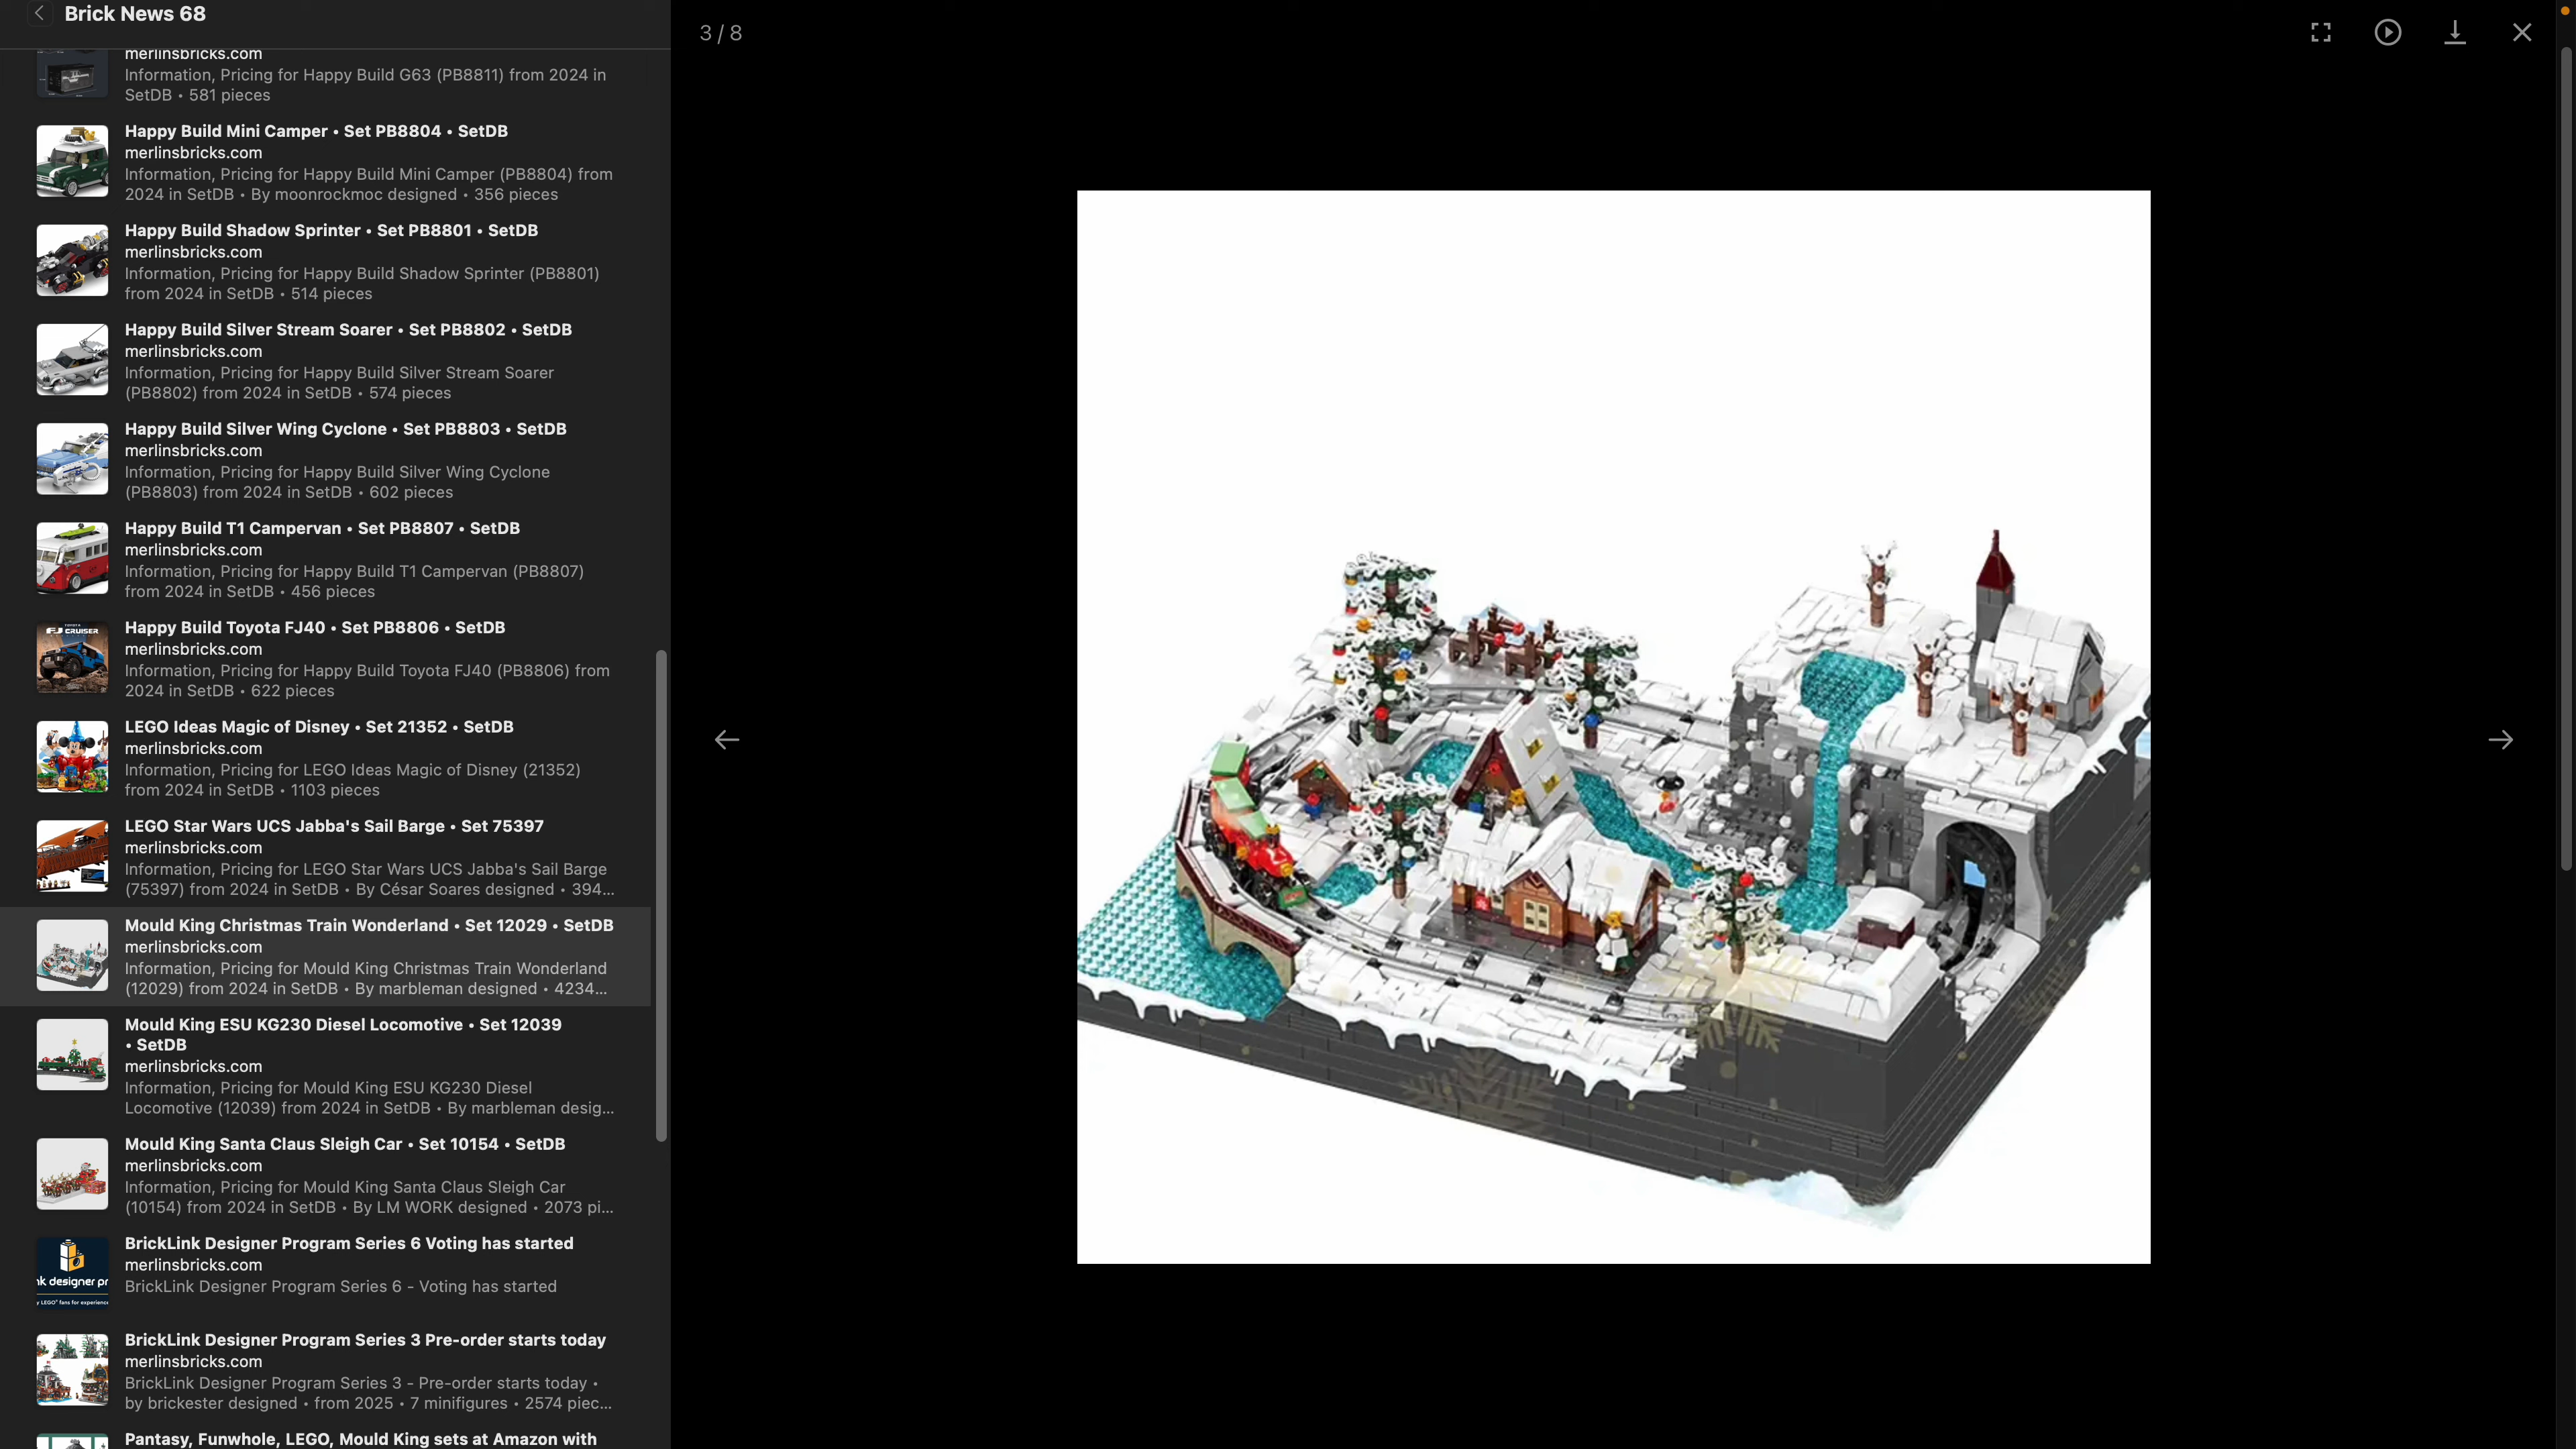 Brick News 68
3 / 8
merlinsbricks.com
Information, Pricing for Happy Build G63 (PB8811) from 2024 in
SetDB • 581 pieces
Happy Build Mini Camper • Set PB8804 • SetDB
merlinsbricks.com
Information, Pricing for Happy Build Mini Camper (PB8804) from
2024 in SetDB • By moonrockmoc designed • 356 pieces
Happy Build Shadow Sprinter • Set PB8801 • SetDB
merlinsbricks.com
Information, Pricing for Happy Build Shadow Sprinter (PB8801)
from 2024 in SetDB • 514 pieces
Happy Build Silver Stream Soarer • Set PB8802 • SetDB
merlinsbricks.com
Information, Pricing for Happy Build Silver Stream Soarer
(PB8802) from 2024 in SetDB • 574 pieces
Happy Build Silver Wing Cyclone • Set PB8803 • SetDB
merlinsbricks.com
Information, Pricing for Happy Build Silver Wing Cyclone
(PB8803) from 2024 in SetDB • 602 pieces
Happy Build T1 Campervan • Set PB8807 • SetDB
merlinsbricks.com
Information, Pricing for Happy Build T1 Campervan (PB8807)
from 2024 in SetDB • 456 pieces
FJ CRUISER
Happy Build Toyota FJ40 • Set PB8806 • SetDB
merlinsbricks.com
Information, Pricing for Happy Build Toyota FJ40 (PB8806) from
2024 in SetDB • 622 pieces
LEGO Ideas Magic of Disney • Set 21352 • SetDB
merlinsbricks.com
Information, Pricing for LEGO Ideas Magic of Disney (21352)
from 2024 in SetDB • 1103 pieces
LEGO Star Wars UCS Jabba's Sail Barge • Set 75397
merlinsbricks.com
Information, Pricing for LEGO Star Wars UCS Jabba's Sail Barge
(75397) from 2024 in SetDB • By César Soares designed • 394...
Mould King Christmas Train Wonderland • Set 12029 • SetDB
merlinsbricks.com
Information, Pricing for Mould King Christmas Train Wonderland
(12029) from 2024 in SetDB • By marbleman designed • 4234...
Mould King ESU KG230 Diesel Locomotive • Set 12039
• SetDB
merlinsbricks.com
Information, Pricing for Mould King ESU KG230 Diesel
Locomotive (12039) from 2024 in SetDB • By marbleman desig...
Mould King Santa Claus Sleigh Car • Set 10154 • SetDB
merlinsbricks.com
Information, Pricing for Mould King Santa Claus Sleigh Car
(10154) from 2024 in SetDB • By LM WORK designed • 2073 pi...
nk designer pr
y LEGO® fans for experience
BrickLink Designer Program Series 6 Voting has started
merlinsbricks.com
BrickLink Designer Program Series 6 - Voting has started
BrickLink Designer Program Series 3 Pre-order starts today
merlinsbricks.com
BrickLink Designer Program Series 3 - Pre-order starts today •
by brickester designed • from 2025 • 7 minifigures • 2574 piec...
Pantasy, Funwhole, LEGO, Mould King sets at Amazon with